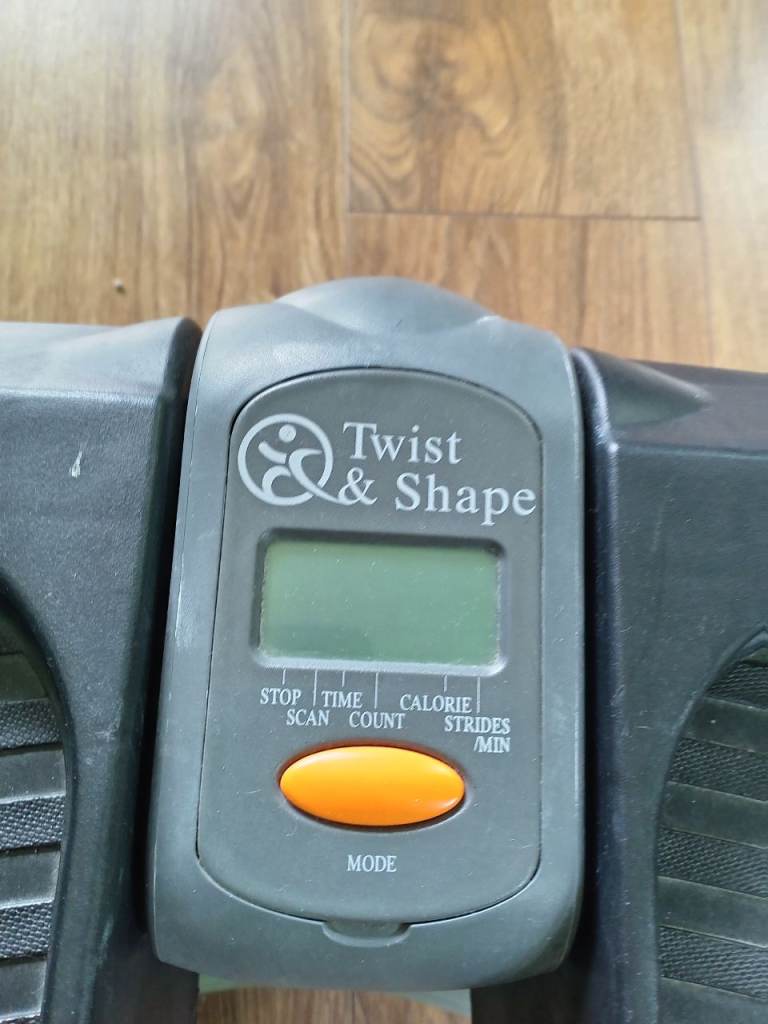 Twist
& Shape
STOP TIME CALORIE
SCAN COUNT STRIDES
/MIN
MODE